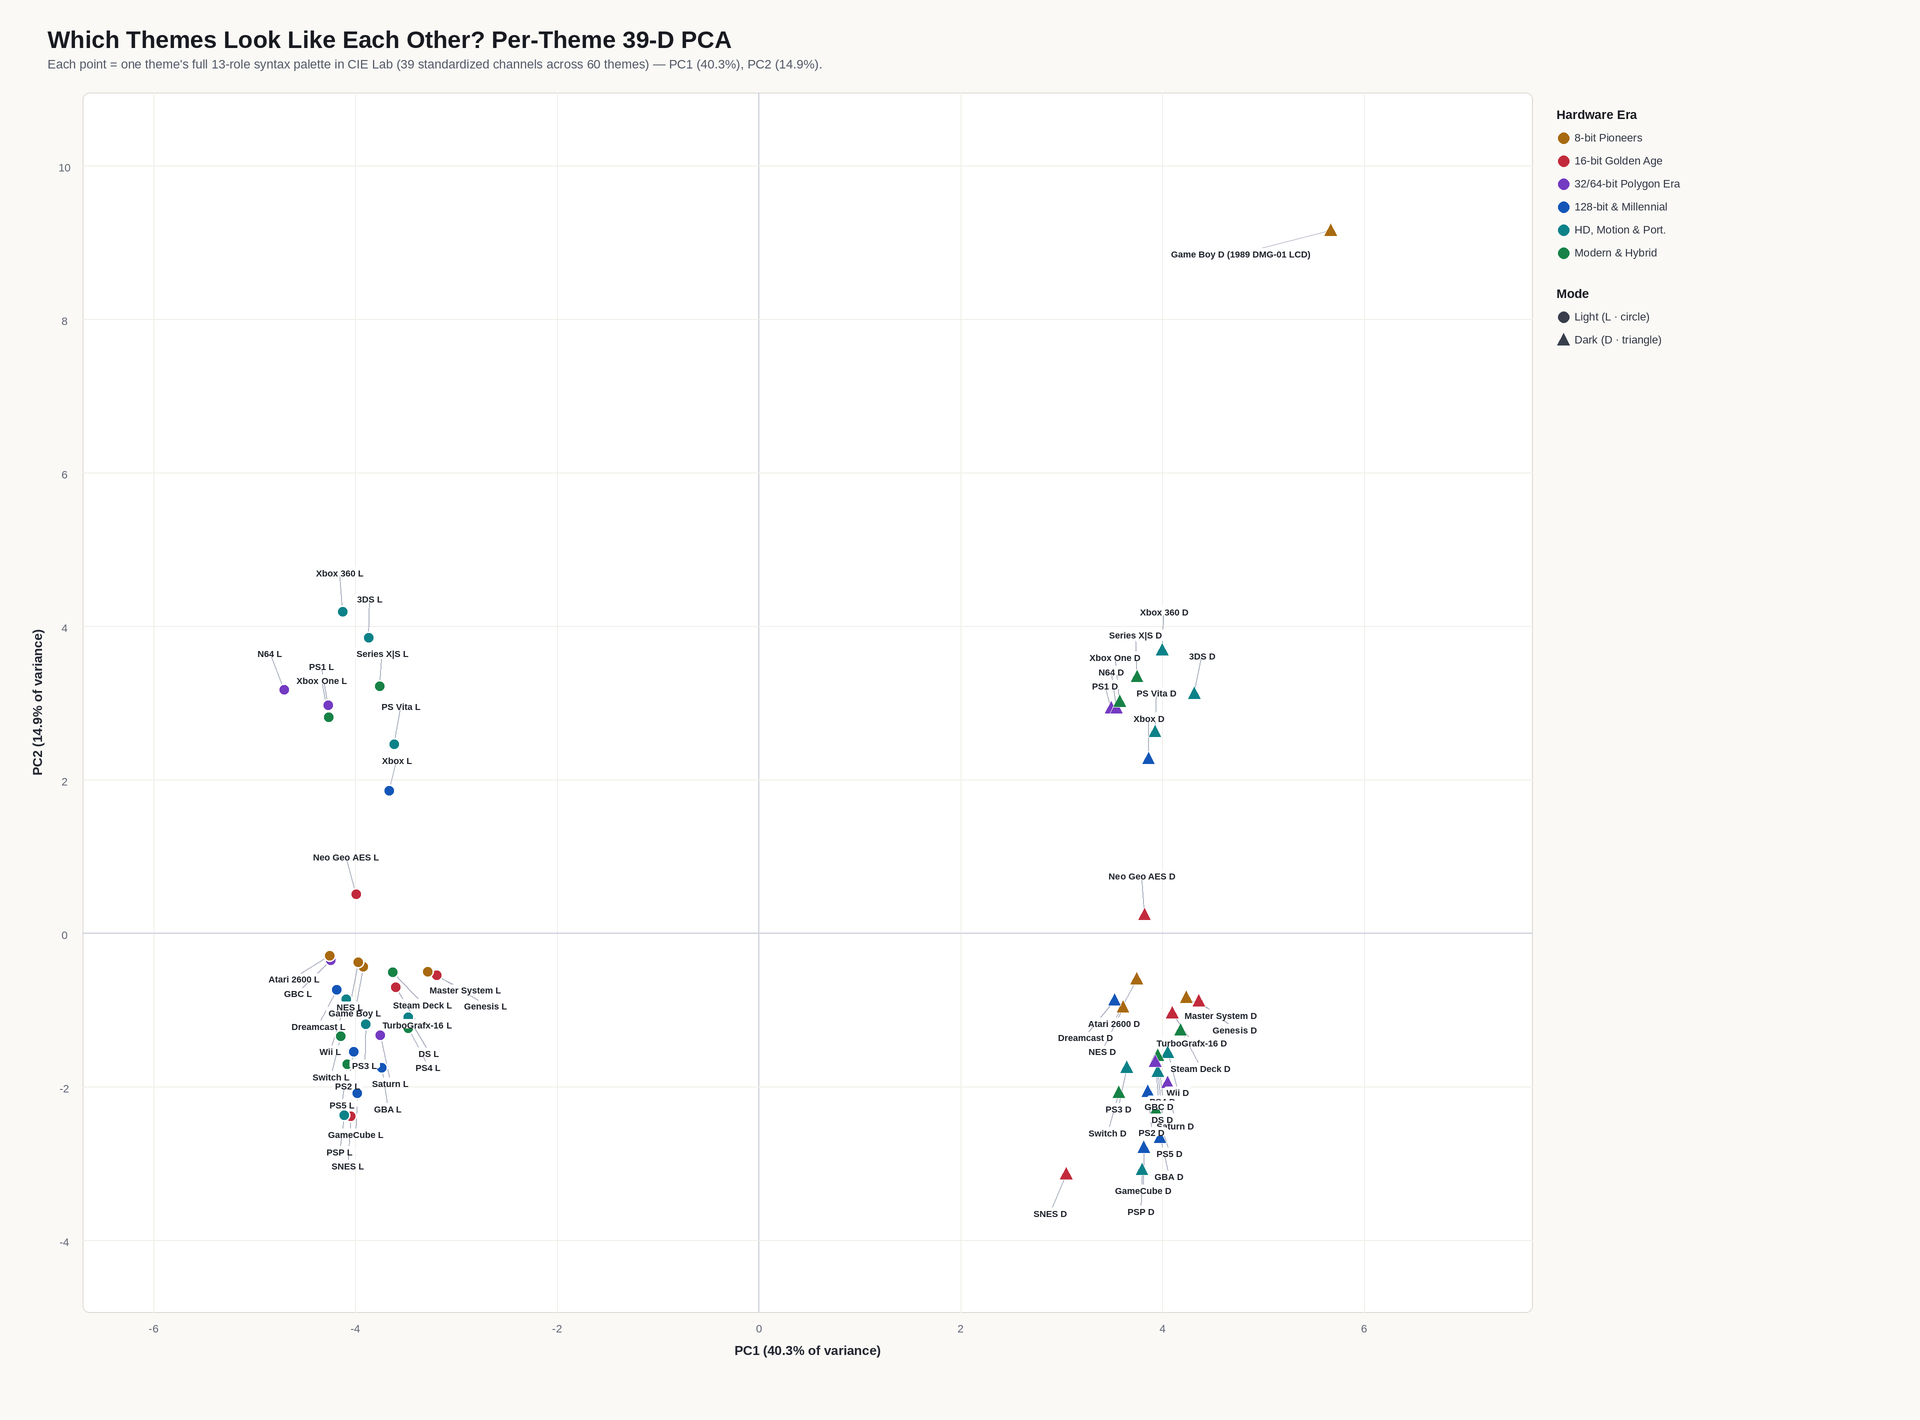 Which Themes Look Like Each Other? Per-Theme 39-D PCA
Each point = one theme's full 13-role syntax palette in CIE Lab (39 standardized channels across 60 themes) — PC1 (40.3%), PC2 (14.9%).
Hardware Era
8-bit Pioneers
16-bit Golden Age
32/64-bit Polygon Era
128-bit & Millennial
HD, Motion & Port.
Modern & Hybrid
Mode
Light (L · circle)
Dark (D · triangle)
PC2 (14.9% of variance)
10
8
6
4
2
0
-2
-4
Game Boy D (1989 DMG-01 LCD)
Xbox 360 L
3DS L
N64 L
Series X|S L
PS1 L
Xbox One L
PS Vita L
Xbox L
Neo Geo AES L
Atari 2600 L
GBC L
Master System L
Genesis L
Steam Deck L
NES L
Game Boy L
TurboGrafx-16 L
Dreamcast L
Wii L
DS L
PS3 L
PS4 L
Switch L
Saturn L
PS2 L
PS5 L
GBA L
GameCube L
PSP L
SNES L
Xbox 360 D
Series X|S D
Xbox One D
3DS D
N64 D
PS1 D
PS Vita D
Xbox D
Neo Geo AES D
Master System D
Atari 2600 D
Genesis D
Dreamcast D
TurboGrafx-16 D
NES D
Steam Deck D
Wii D
GBC D
PS3 D
DS D
Saturn D
Switch D
PS2 D
PS5 D
GBA D
GameCube D
PSP D
SNES D
-6
-4
-2
0
2
4
6
PC1 (40.3% of variance)